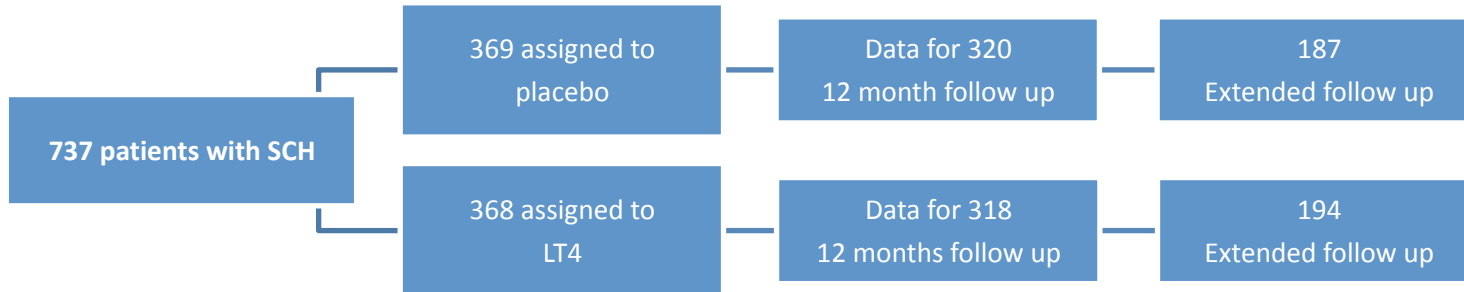 737 patients with SCH
369 assigned to
placebo
Data for 320
12 month follow up
187
Extended follow up
368 assigned to
LT4
Data for 318
12 months follow up
194
Extended follow up